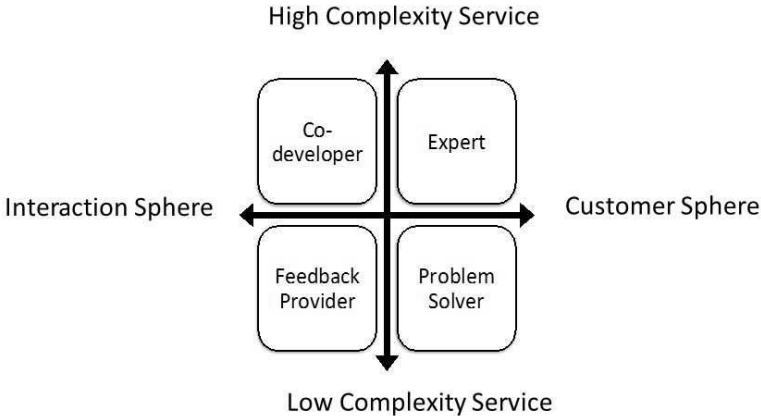 High Complexity Service
Co-
developer
Expert
Interaction Sphere
Customer Sphere
Feedback
Provider
Problem
Solver
Low Complexity Service